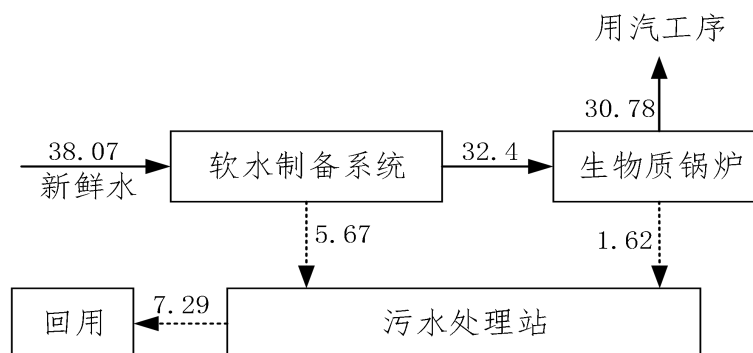 用汽工序
30.78
38.07
软水制备系统
32.4
生物质锅炉
新鲜水
5.67
1.62
回用
7.29
污水处理站